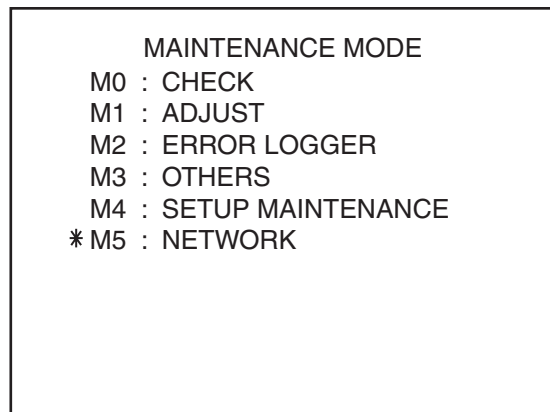 MAINTENANCE MODE
M0 : CHECK
M1 : ADJUST
M2 : ERROR LOGGER
M3 : OTHERS
M4 : SETUP MAINTENANCE
*M5 : NETWORK